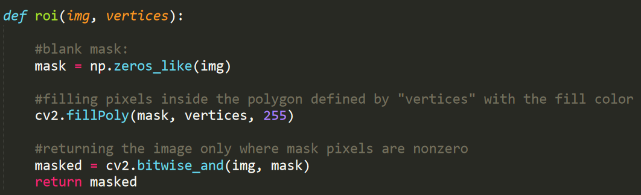 def roi(img, vertices):
#blank mask:
mask = np.zeros_like(img)
#filling pixels inside the polygon defined by "vertices" with the fill color
cv2.fillPoly(mask, vertices, 255)
#returning the image only where mask pixels are nonzero
masked = cv2.bitwise_and(img, mask)
return masked